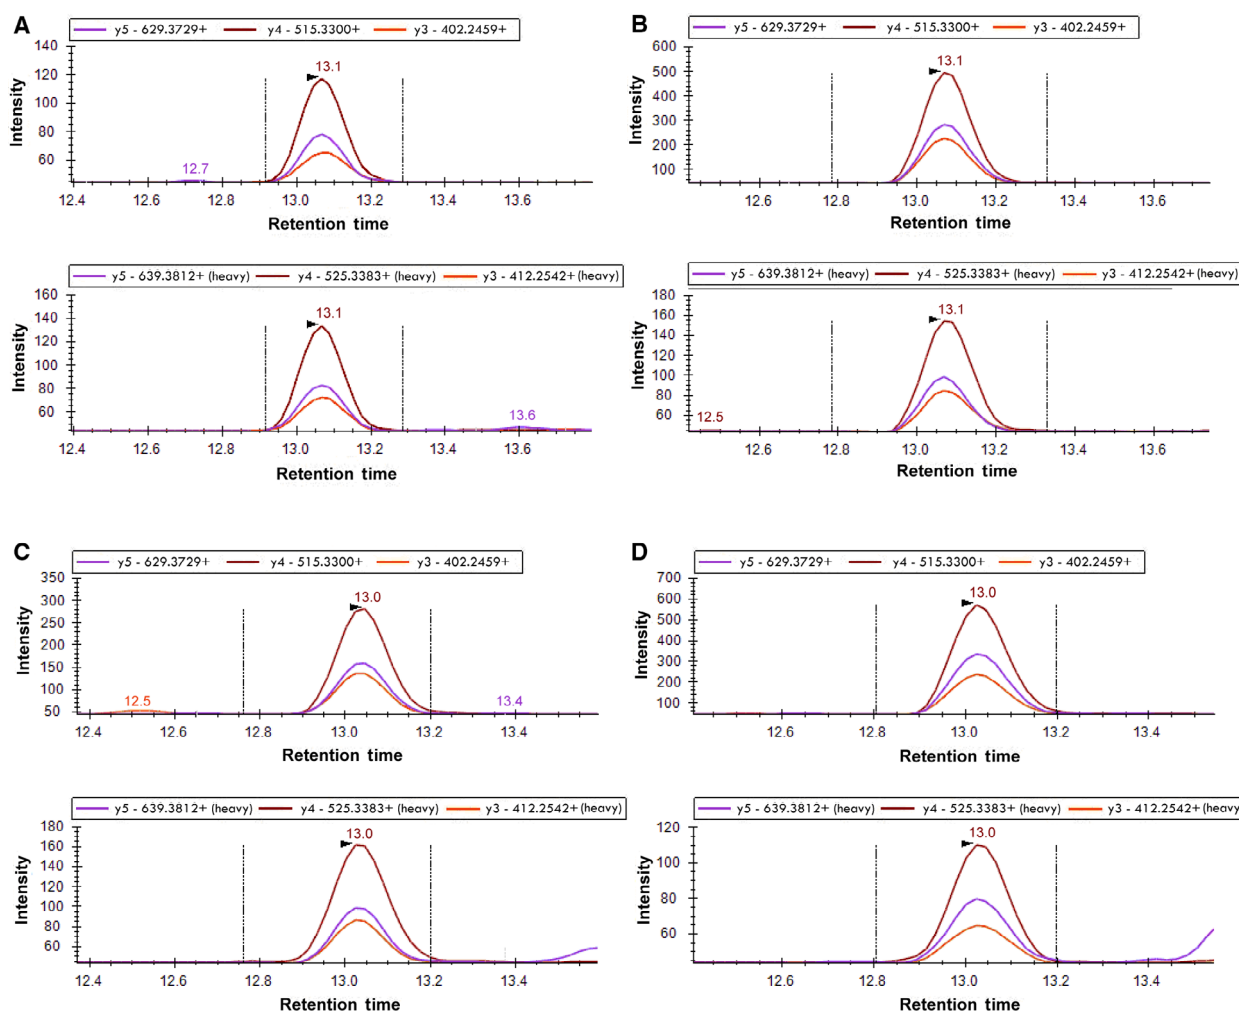 A
y5 - 629.3729+ y4 - 515.3300+ y3 - 402.2459+
140
120
100
80
60
Intensity
13.1
12.7
12.4 12.6 12.8 13.0 13.2 13.4 13.6
Retention time
y5 - 639.3812+ (heavy) y4 - 525.3383+ (heavy) y3 - 412.2542+ (heavy)
160
140
120
100
80
60
Intensity
13.1
13.6
12.4 12.6 12.8 13.0 13.2 13.4 13.6
Retention time
B
y5 - 629.3729+ y4 - 515.3300+ y3 - 402.2459+
600
500
400
300
200
100
Intensity
13.1
12.6 12.8 13.0 13.2 13.4 13.6
Retention time
y5 - 639.3812+ (heavy) y4 - 525.3383+ (heavy) y3 - 412.2542+ (heavy)
180
160
140
120
100
80
60
Intensity
13.1
12.5
12.6 12.8 13.0 13.2 13.4 13.6
Retention time
C
y5 - 629.3729+ y4 - 515.3300+ y3 - 402.2459+
350
300
250
200
150
100
50
Intensity
13.0
12.5
13.4
12.4 12.6 12.8 13.0 13.2 13.4
Retention time
y5 - 639.3812+ (heavy) y4 - 525.3383+ (heavy) y3 - 412.2542+ (heavy)
180
160
140
120
100
80
60
Intensity
13.0
12.4 12.6 12.8 13.0 13.2 13.4
Retention time
D
y5 - 629.3729+ y4 - 515.3300+ y3 - 402.2459+
700
600
500
400
300
200
100
Intensity
13.0
12.6 12.8 13.0 13.2 13.4
Retention time
y5 - 639.3812+ (heavy) y4 - 525.3383+ (heavy) y3 - 412.2542+ (heavy
120
100
80
60
Intensity
13.0
12.6 12.8 13.0 13.2 13.4
Retention time